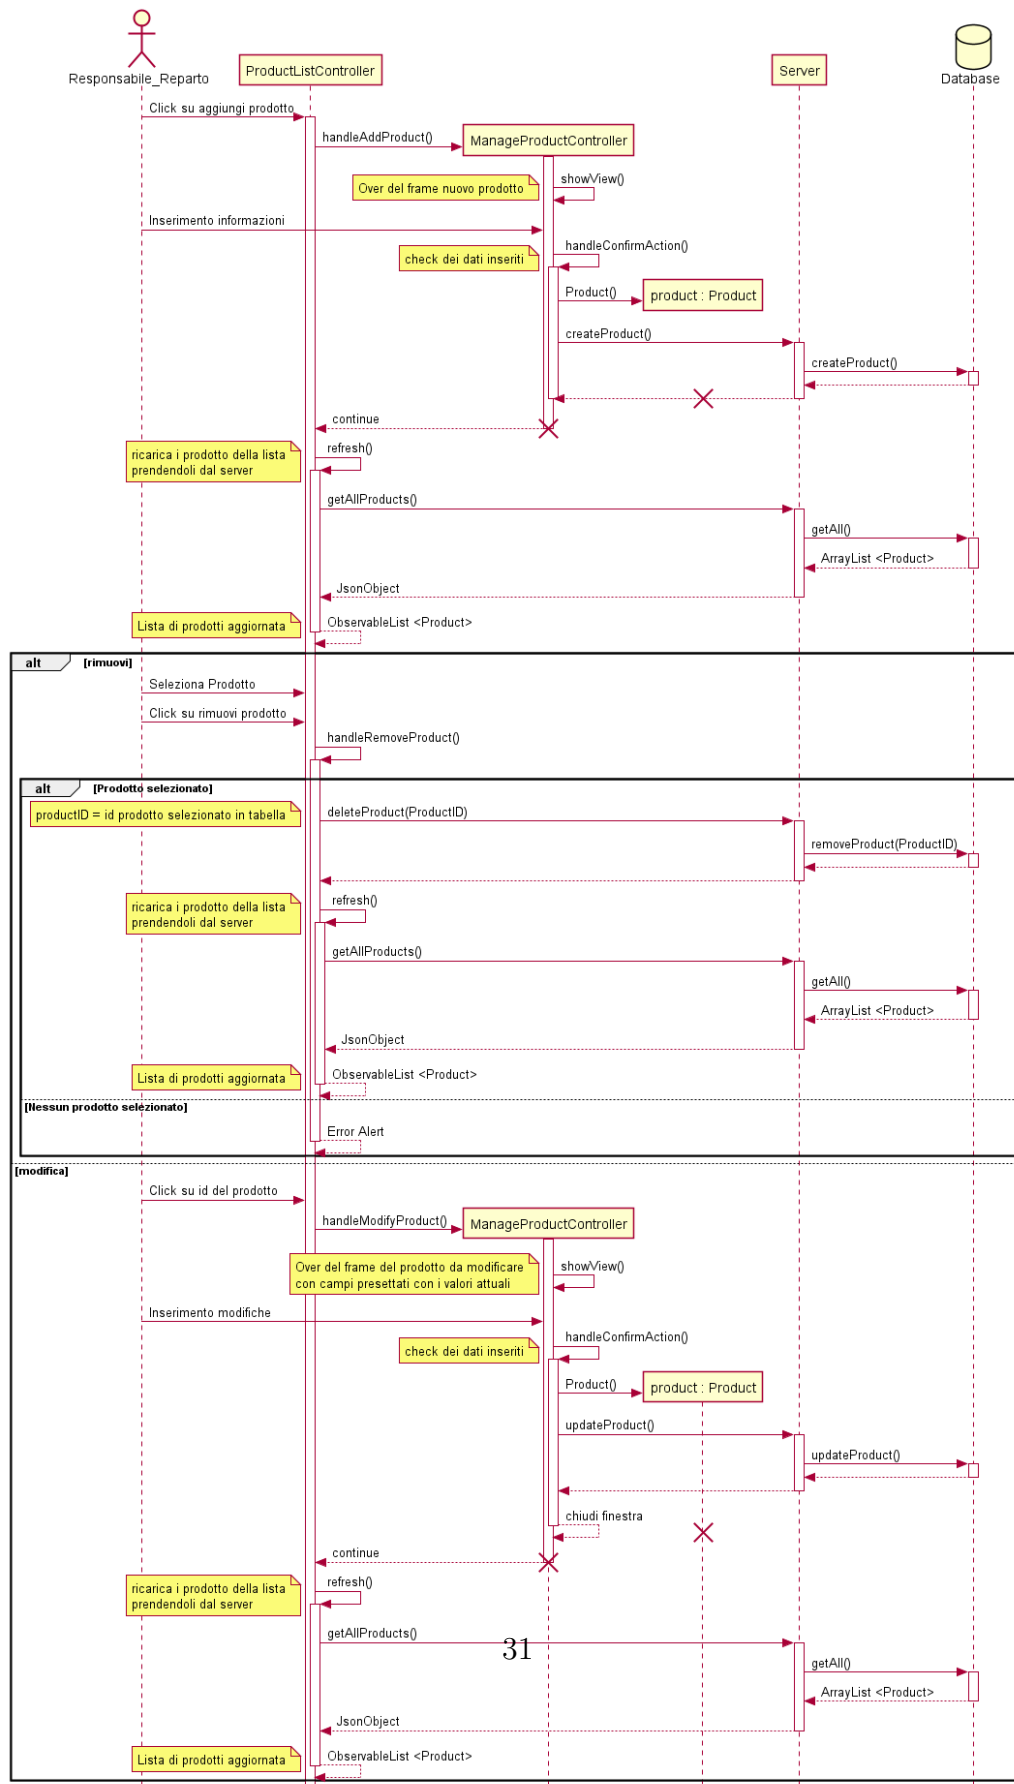 Responsabile_Reparto
ProductListController
Server
Database
Click su aggiungi prodotto
handleAddProduct()
ManageProductController
Over del frame nuovo prodotto
showView()
Inserimento informazioni
handleConfirmAction()
check dei dati inseriti
Product()
product : Product
createProduct()
createProduct()
continue
refresh()
ricarica i prodotto della lista
prendendoli dal server
getAllProducts()
getAll()
ArrayList <Product>
JsonObject
ObservableList <Product>
Lista di prodotti aggiornata
alt [rimuovi]
Seleziona Prodotto
Click su rimuovi prodotto
handleRemoveProduct()
alt [Prodotto selezionato]
productID = id prodotto selezionato in tabella
deleteProduct(ProductID)
removeProduct(ProductID)
refresh()
ricarica i prodotto della lista
prendendoli dal server
getAllProducts()
getAll()
ArrayList <Product>
JsonObject
ObservableList <Product>
Lista di prodotti aggiornata
[Nessun prodotto selezionato]
Error Alert
[modifica]
Click su id del prodotto
handleModifyProduct()
ManageProductController
Over del frame del prodotto da modificare
con campi presettati con i valori attuali
showView()
Inserimento modifiche
handleConfirmAction()
check dei dati inseriti
Product()
product : Product
updateProduct()
updateProduct()
chiudi finestra
continue
refresh()
ricarica i prodotto della lista
prendendoli dal server
getAllProducts()
31
getAll()
ArrayList <Product>
JsonObject
ObservableList <Product>
Lista di prodotti aggiornata